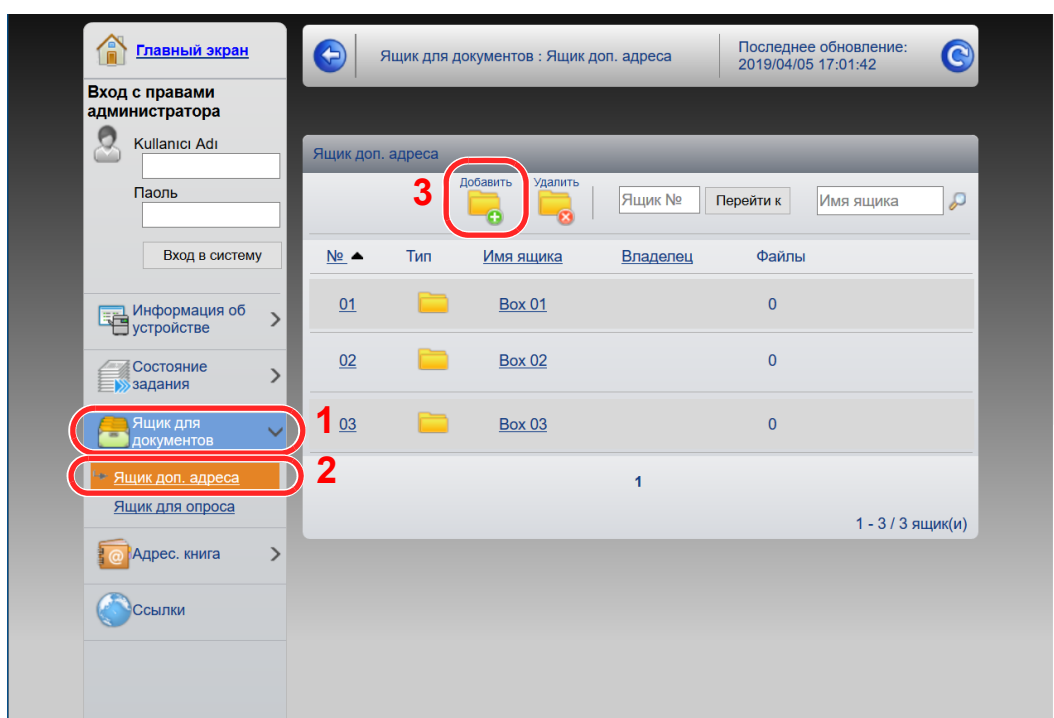 Главный экран
Вход с правами
администратора
Kullanıcı Adı
Паоль
Вход в систему
Информация об
устройстве
Состояние
задания
Ящик для
документов
1
Ящик доп. адреса
2
Ящик для опроса
Адрес. книга
Ссылки
Ящик для документов : Ящик доп. адреса
Последнее обновление:
2019/04/05 17:01:42
Ящик доп. адреса
3
Добавить
Удалить
Ящик №
Перейти к
Имя ящика
№ Тип Имя ящика Владелец Файлы
01 Box 01 0
02 Box 02 0
03 Box 03 0
1
1 - 3 / 3 ящик(и)